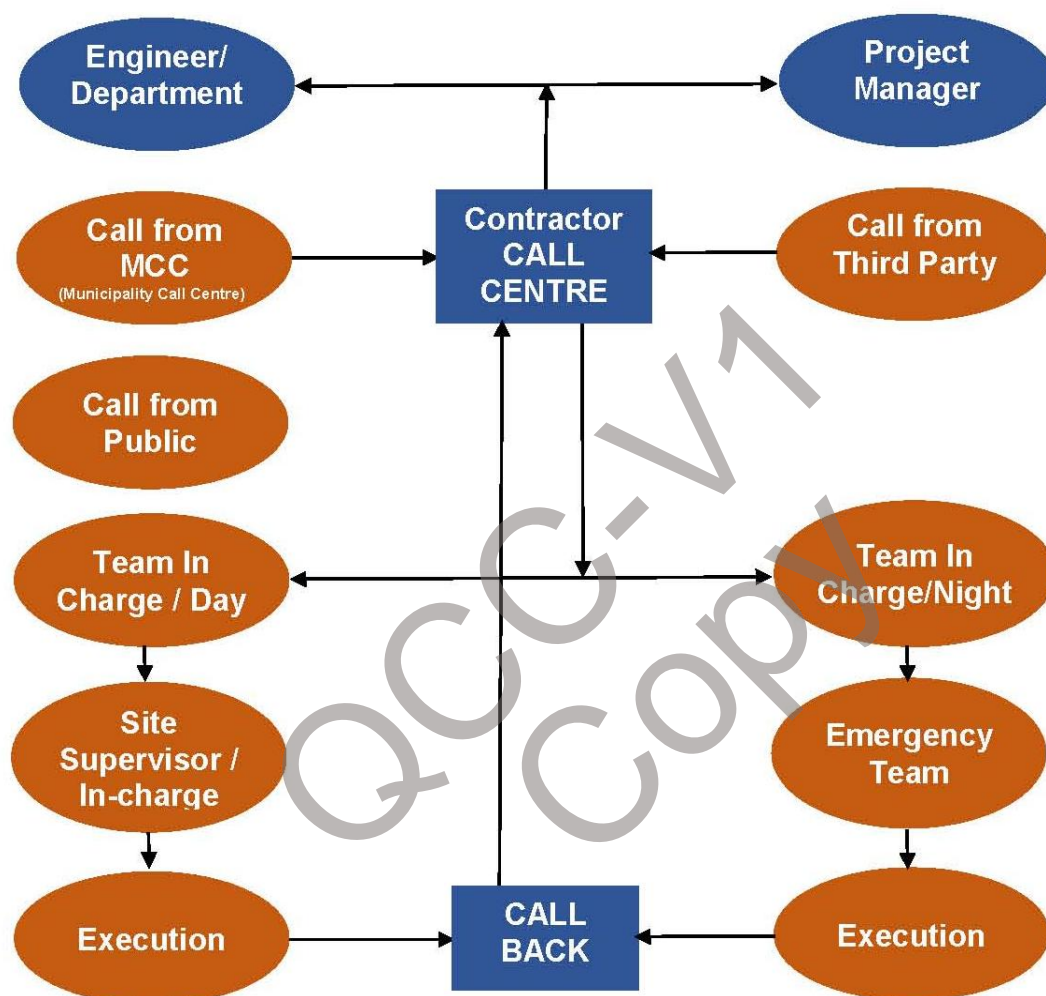 Engineer/
Department
Project
Manager
Call from
MCC
(Municipality Call Centre)
Contractor
CALL
CENTRE
Call from
Third Party
Call from
Public
Team In
Charge / Day
Team In
Charge/Night
Site
Supervisor /
In-charge
Emergency
Team
Execution
CALL
BACK
Execution
QCC-V1
Copy